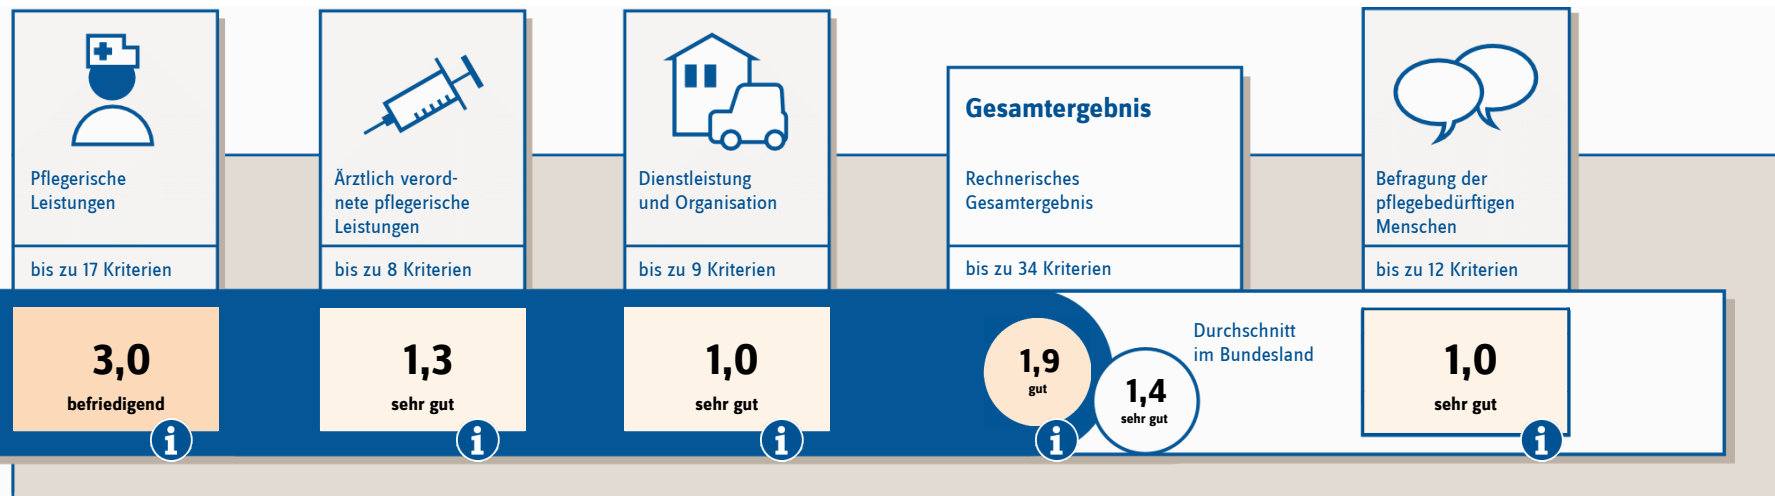 Pflegerische
Leistungen
bis zu 17 Kriterien
3,0
befriedigend
i
Ärztlich verord-
nete pflegerische
Leistungen
bis zu 8 Kriterien
1,3
sehr gut
i
Dienstleistung
und Organisation
bis zu 9 Kriterien
1,0
sehr gut
i
Gesamtergebnis
Rechnerisches
Gesamtergebnis
bis zu 34 Kriterien
1,9
gut
i
1,4
sehr gut
Durchschnitt
im Bundesland
Befragung der
pflegebedürftigen
Menschen
bis zu 12 Kriterien
1,0
sehr gut
i